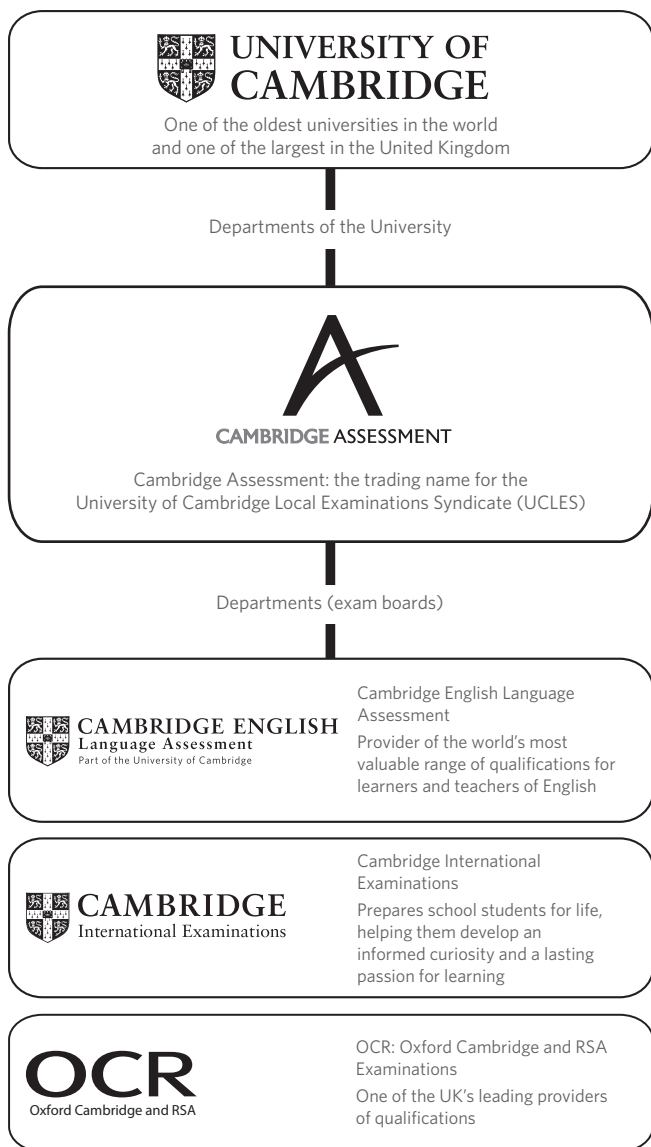 UNIVERSITY OF
CAMBRIDGE
One of the oldest universities in the world
and one of the largest in the United Kingdom
Departments of the University
CAMBRIDGE ASSESSMENT
Cambridge Assessment: the trading name for the
University of Cambridge Local Examinations Syndicate (UCLES)
Departments (exam boards)
CAMBRIDGE ENGLISH
Language Assessment
Part of the University of Cambridge
Cambridge English Language
Assessment
Provider of the world's most
valuable range of qualifications for
learners and teachers of English
CAMBRIDGE
International Examinations
Cambridge International
Examinations
Prepares school students for life,
helping them develop an
informed curiosity and a lasting
passion for learning
OCR
Oxford Cambridge and RSA
OCR: Oxford Cambridge and RSA
Examinations
One of the UK's leading providers
of qualifications